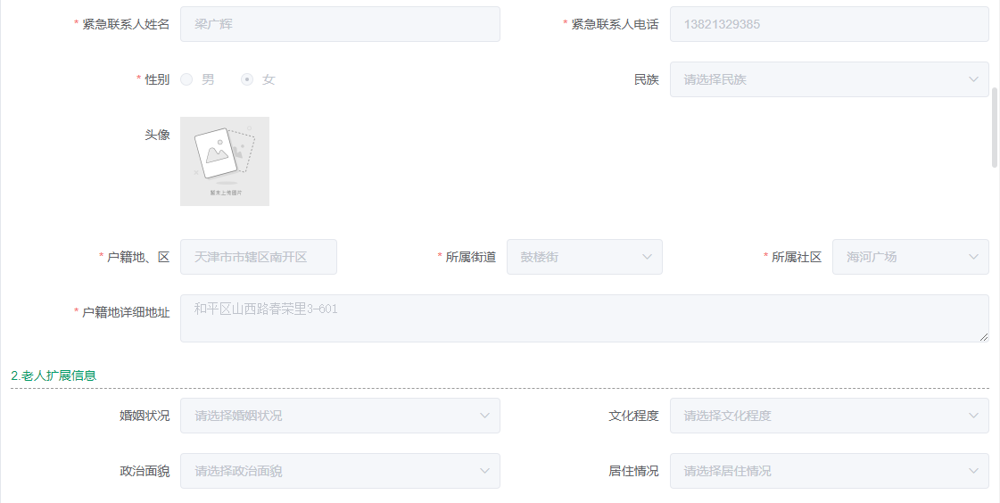 * 紧急联系人姓名 梁广辉 * 紧急联系人电话 13821329385
* 性别 男 女 民族 请选择民族
头像
暂未上传图片
* 户籍地、区 天津市市辖区南开区 * 所属街道 鼓楼街 * 所属社区 海河广场
* 户籍地详细地址 和平区山西路春荣里3-601
2.老人扩展信息
婚姻状况 请选择婚姻状况 文化程度 请选择文化程度
政治面貌 请选择政治面貌 居住情况 请选择居住情况